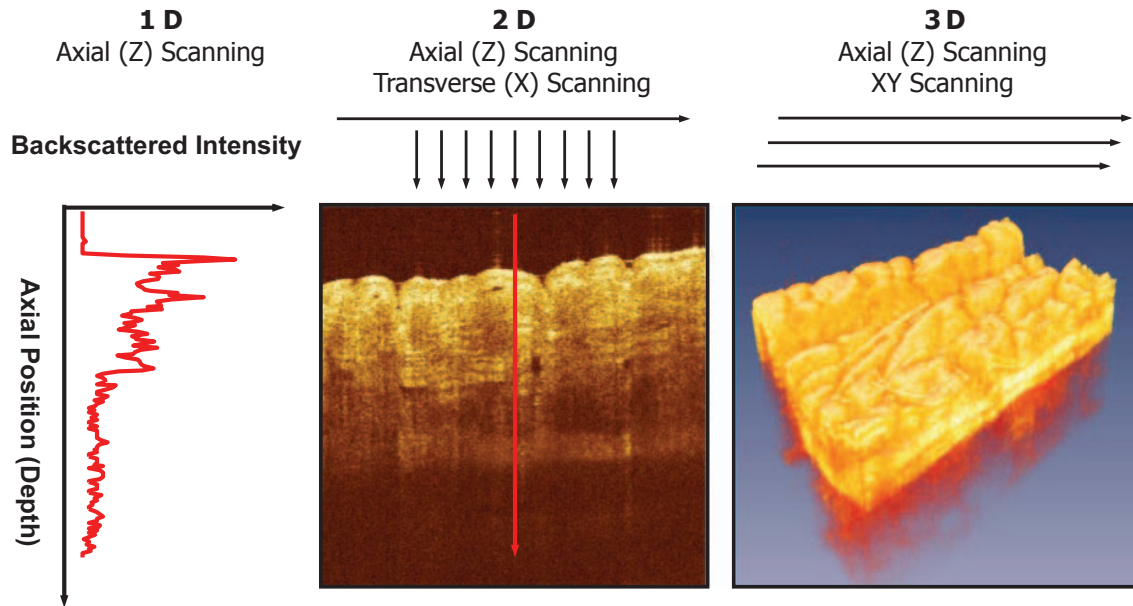 1 D
Axial (Z) Scanning
2 D
Axial (Z) Scanning
Transverse (X) Scanning
3 D
Axial (Z) Scanning
XY Scanning
Backscattered Intensity
Axial Position (Depth)